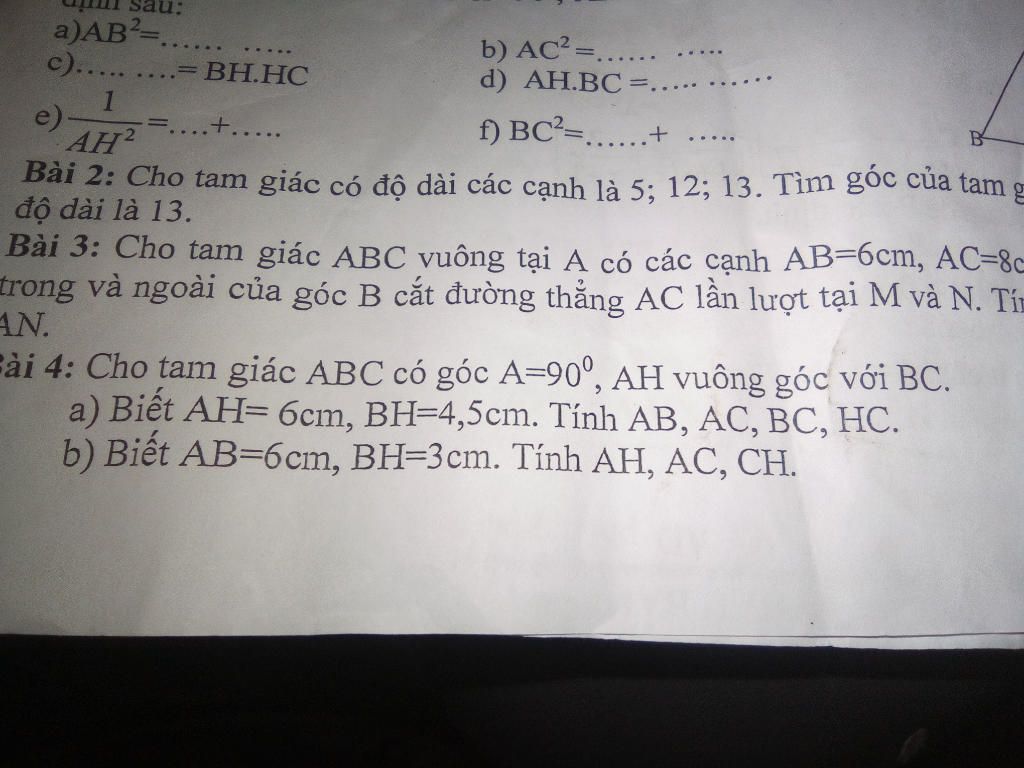 định sau:
a)AB²=...... .....
b) AC²=...... .....
c)..... ....= BH.HC
d) AH.BC =..... ......
e) 1/AH² =....+.....
f) BC²=......+ .....
B
Bài 2: Cho tam giác có độ dài các cạnh là 5; 12; 13. Tìm góc của tam
độ dài là 13.
Bài 3: Cho tam giác ABC vuông tại A có các cạnh AB=6cm, AC=8c
trong và ngoài của góc B cắt đường thẳng AC lần lượt tại M và N. Tín
AN.
Bài 4: Cho tam giác ABC có góc A=90⁰, AH vuông góc với BC.
a) Biết AH= 6cm, BH=4,5cm. Tính AB, AC, BC, HC.
b) Biết AB=6cm, BH=3cm. Tính AH, AC, CH.